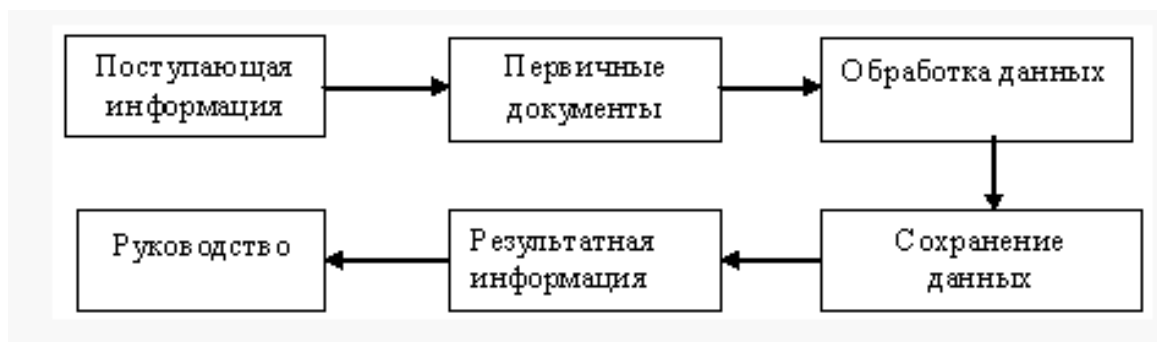 Поступающая
информация
Первичные
документы
Обработка данных
Сохранение
данных
Результатная
информация
Руководство